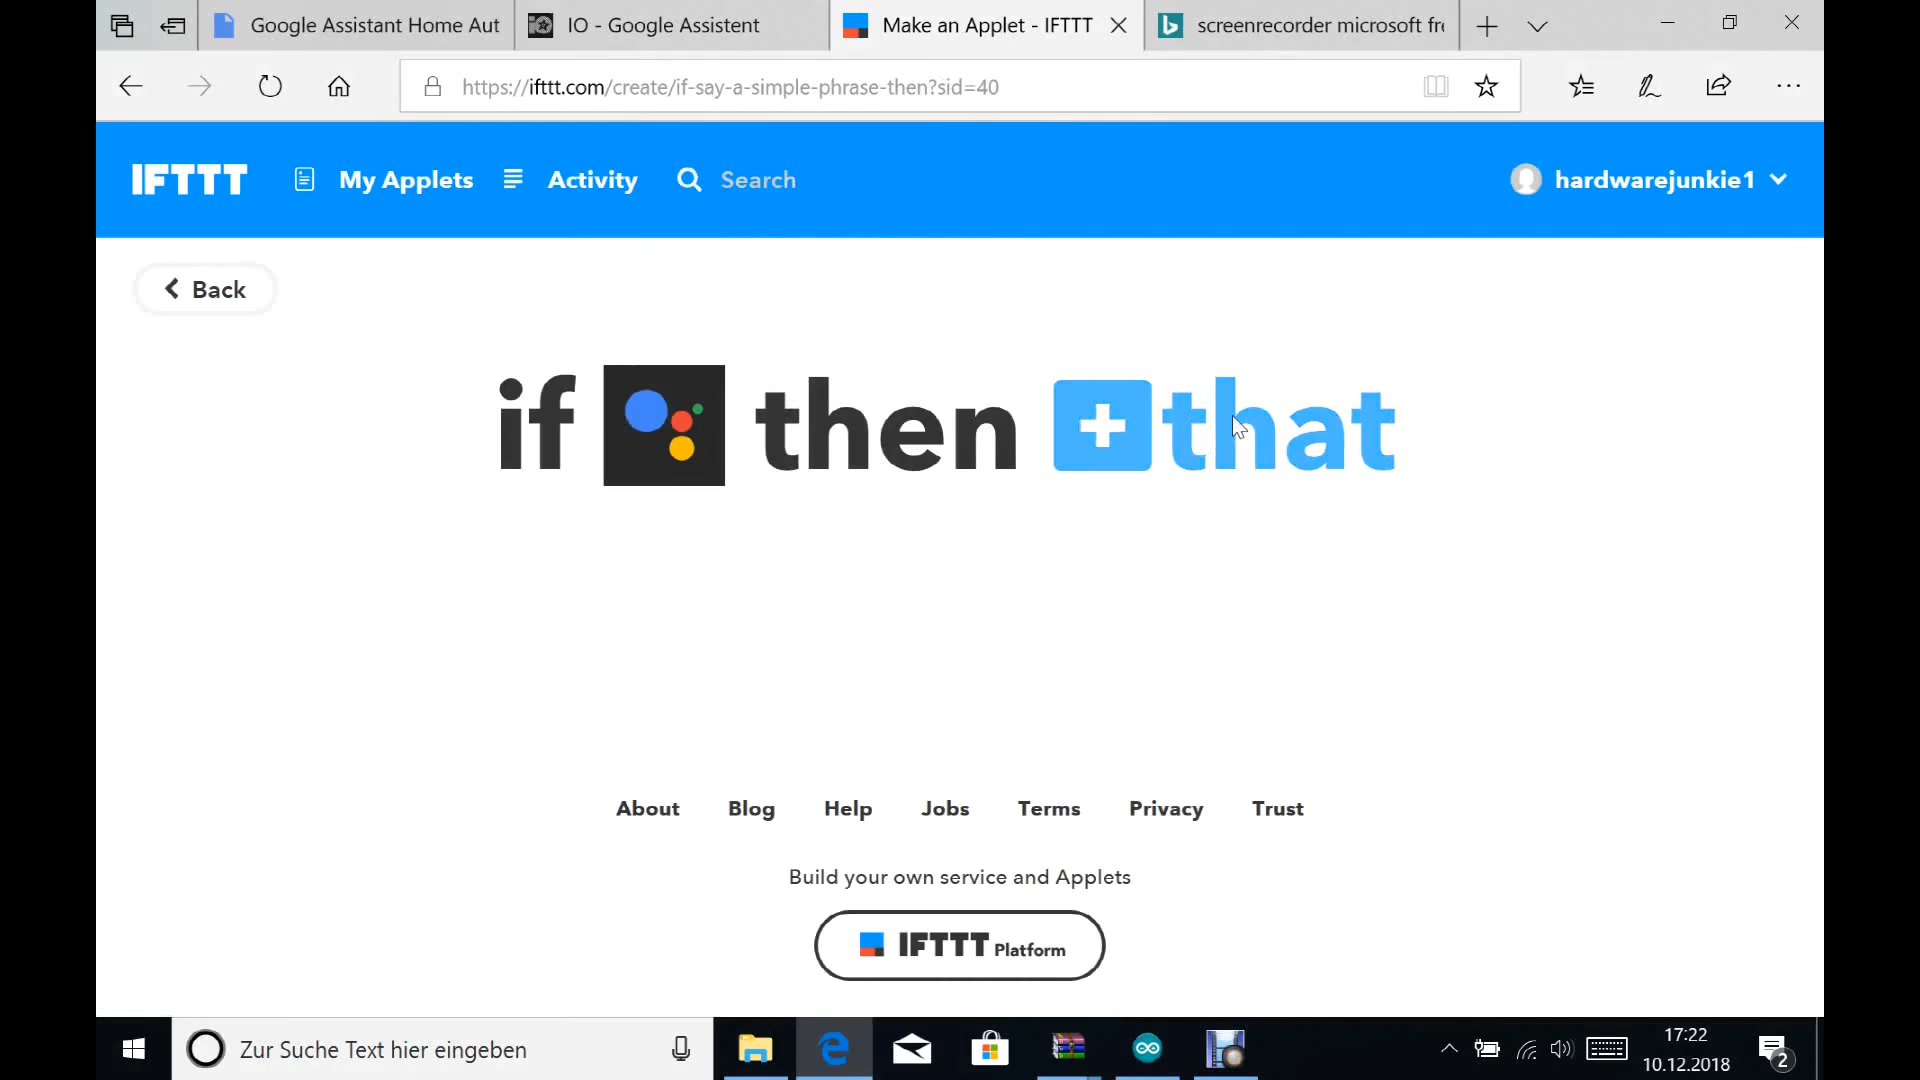 Google Assistant Home Aut
IO - Google Assistent
Make an Applet - IFTTT
screenrecorder microsoft fre
https://ifttt.com/create/if-say-a-simple-phrase-then?sid=40
IFTTT
My Applets
Activity
Search
hardwarejunkie1
Back
if then that
About Blog Help Jobs Terms Privacy Trust
Build your own service and Applets
IFTTT Platform
Zur Suche Text hier eingeben
17:22
10.12.2018
2